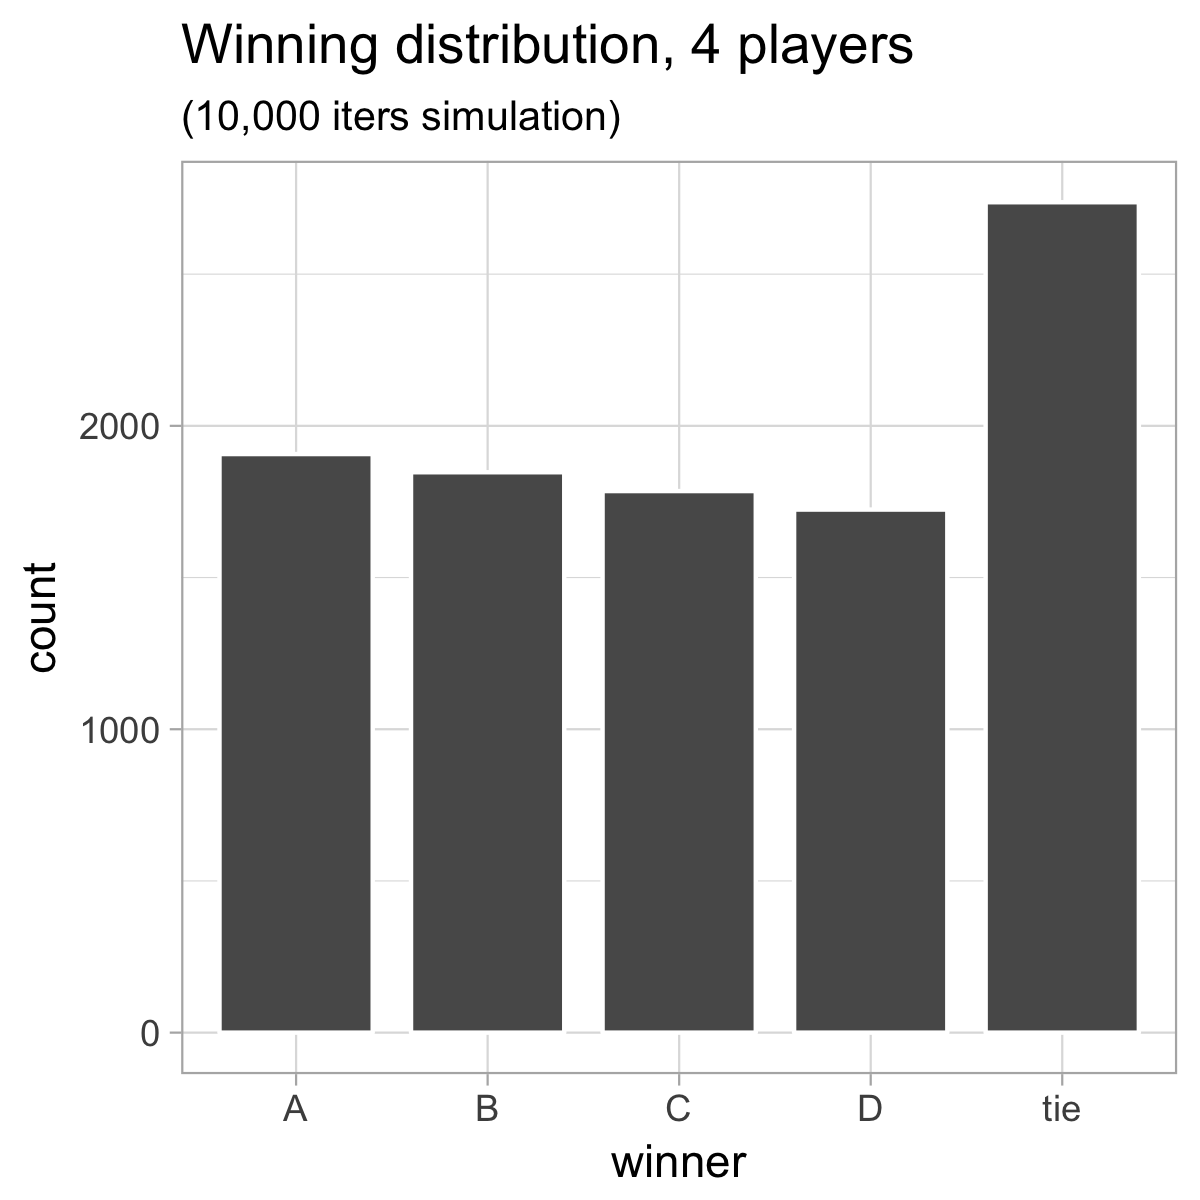 Winning distribution, 4 players
(10,000 iters simulation)
count
2000
1000
0
A B C D tie
winner